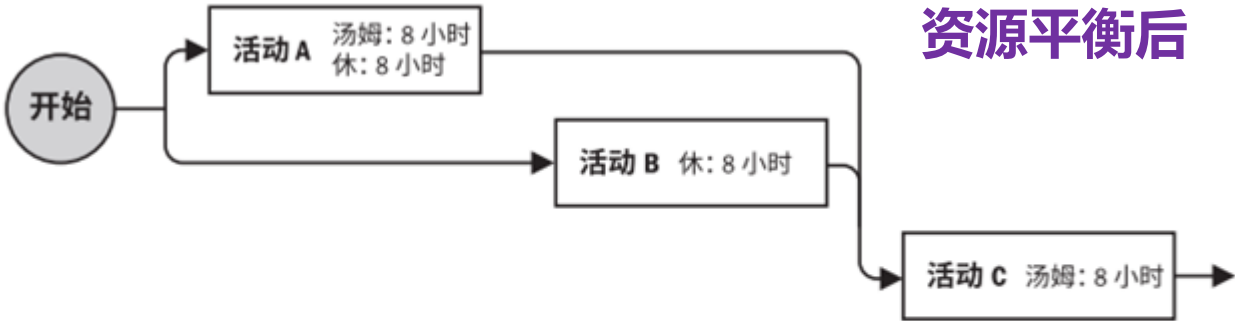 资源平衡后
开始
活动 A
汤姆：8 小时
休：8 小时
活动 B 休：8 小时
活动 C 汤姆：8 小时